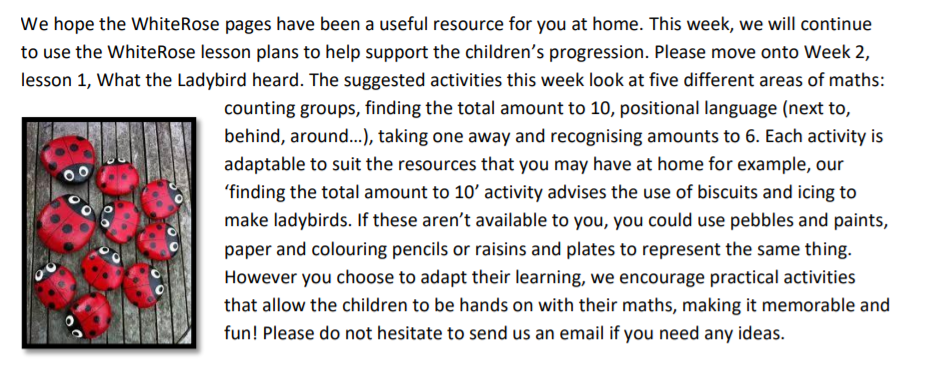 We hope the WhiteRose pages have been a useful resource for you at home. This week, we will continue
to use the WhiteRose lesson plans to help support the children’s progression. Please move onto Week 2,
lesson 1, What the Ladybird heard. The suggested activities this week look at five different areas of maths:
counting groups, finding the total amount to 10, positional language (next to,
behind, around…), taking one away and recognising amounts to 6. Each activity is
adaptable to suit the resources that you may have at home for example, our
‘finding the total amount to 10’ activity advises the use of biscuits and icing to
make ladybirds. If these aren’t available to you, you could use pebbles and paints,
paper and colouring pencils or raisins and plates to represent the same thing.
However you choose to adapt their learning, we encourage practical activities
that allow the children to be hands on with their maths, making it memorable and
fun! Please do not hesitate to send us an email if you need any ideas.